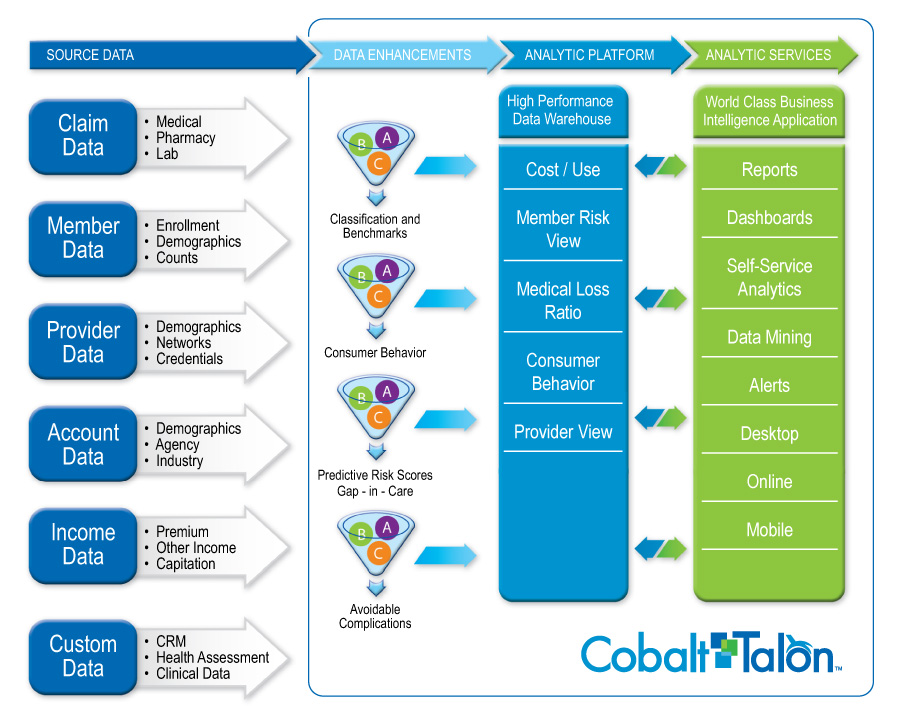 SOURCE DATA
DATA ENHANCEMENTS
ANALYTIC PLATFORM
ANALYTIC SERVICES
Claim
Data
• Medical
• Pharmacy
• Lab
Member
Data
• Enrollment
• Demographics
• Counts
Provider
Data
• Demographics
• Networks
• Credentials
Account
Data
• Demographics
• Agency
• Industry
Income
Data
• Premium
• Other Income
• Capitation
Custom
Data
• CRM
• Health Assessment
• Clinical Data
B A
C
Classification and
Benchmarks
B A
C
Consumer Behavior
B A
C
Predictive Risk Scores
Gap - in - Care
B A
C
Avoidable
Complications
High Performance
Data Warehouse
Cost / Use
Member Risk
View
Medical Loss
Ratio
Consumer
Behavior
Provider View
World Class Business
Intelligence Application
Reports
Dashboards
Self-Service
Analytics
Data Mining
Alerts
Desktop
Online
Mobile
Cobalt Talon™